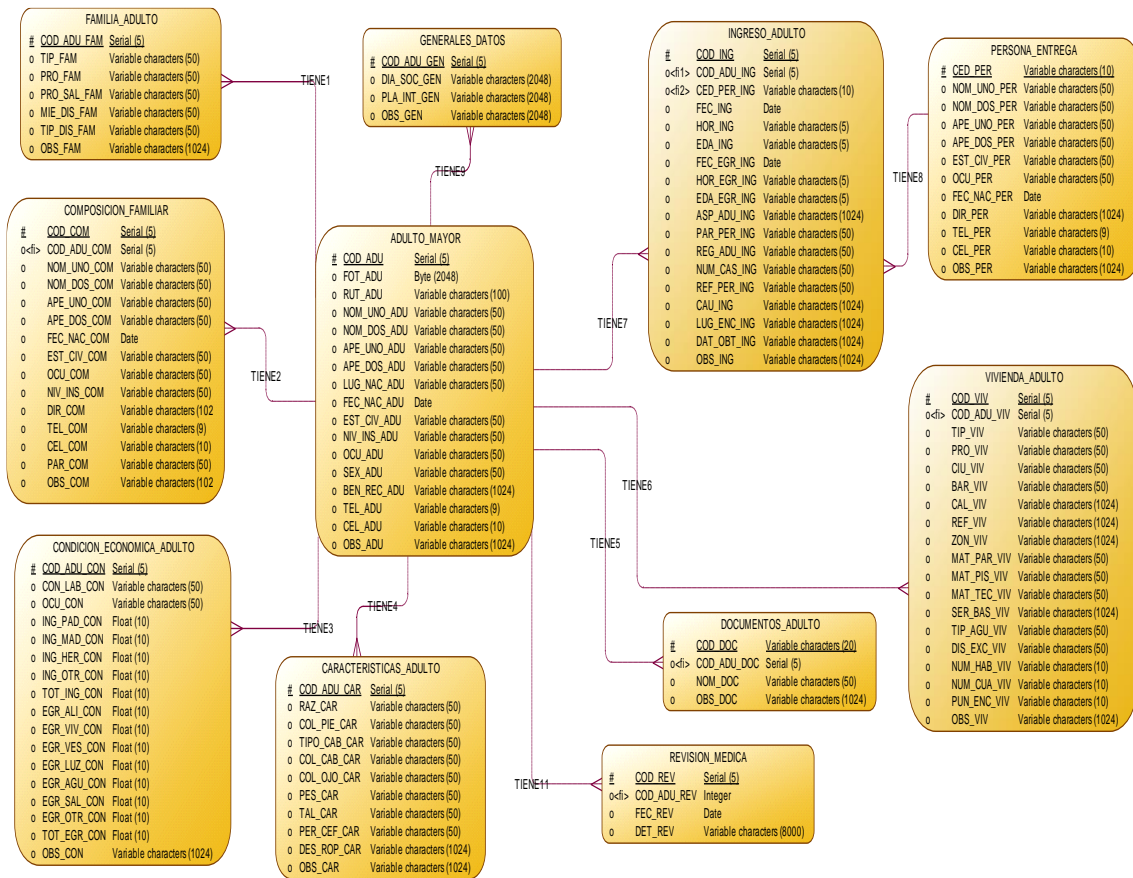 FAMILIA_ADULTO
# COD_ADU_FAM Serial (5)
o TIP_FAM Variable characters (50)
o PRO_FAM Variable characters (50)
o PRO_SAL_FAM Variable characters (50)
o MIE_DIS_FAM Variable characters (50)
o TIP_DIS_FAM Variable characters (50)
o OBS_FAM Variable characters (1024)
TIENE1
GENERALES_DATOS
# COD_ADU_GEN Serial (5)
o DIA_SOC_GEN Variable characters (2048)
o PLA_INT_GEN Variable characters (2048)
o OBS_GEN Variable characters (2048)
TIENE9
INGRESO_ADULTO
# COD_ING Serial (5)
o<fi1> COD_ADU_ING Serial (5)
o<fi2> CED_PER_ING Variable characters (10)
o FEC_ING Date
o HOR_ING Variable characters (5)
o EDA_ING Variable characters (5)
o FEC_EGR_ING Date
o HOR_EGR_ING Variable characters (5)
o EDA_EGR_ING Variable characters (5)
o ASP_ADU_ING Variable characters (1024)
o PAR_PER_ING Variable characters (50)
o REG_ADU_ING Variable characters (50)
o NUM_CAS_ING Variable characters (50)
o REF_PER_ING Variable characters (50)
o CAU_ING Variable characters (1024)
o LUG_ENC_ING Variable characters (1024)
o DAT_OBT_ING Variable characters (1024)
o OBS_ING Variable characters (1024)
TIENE8
PERSONA_ENTREGA
# CED_PER Variable characters (10)
o NOM_UNO_PER Variable characters (50)
o NOM_DOS_PER Variable characters (50)
o APE_UNO_PER Variable characters (50)
o APE_DOS_PER Variable characters (50)
o EST_CIV_PER Variable characters (50)
o OCU_PER Variable characters (50)
o FEC_NAC_PER Date
o DIR_PER Variable characters (1024)
o TEL_PER Variable characters (9)
o CEL_PER Variable characters (10)
o OBS_PER Variable characters (1024)
COMPOSICION_FAMILIAR
# COD_COM Serial (5)
o<fi> COD_ADU_COM Serial (5)
o NOM_UNO_COM Variable characters (50)
o NOM_DOS_COM Variable characters (50)
o APE_UNO_COM Variable characters (50)
o APE_DOS_COM Variable characters (50)
o FEC_NAC_COM Date
o EST_CIV_COM Variable characters (50)
o OCU_COM Variable characters (50)
o NIV_INS_COM Variable characters (50)
o DIR_COM Variable characters (102
o TEL_COM Variable characters (9)
o CEL_COM Variable characters (10)
o PAR_COM Variable characters (50)
o OBS_COM Variable characters (102
TIENE2
ADULTO_MAYOR
# COD_ADU Serial (5)
o FOT_ADU Byte (2048)
o RUT_ADU Variable characters (100)
o NOM_UNO_ADU Variable characters (50)
o NOM_DOS_ADU Variable characters (50)
o APE_UNO_ADU Variable characters (50)
o APE_DOS_ADU Variable characters (50)
o LUG_NAC_ADU Variable characters (50)
o FEC_NAC_ADU Date
o EST_CIV_ADU Variable characters (50)
o NIV_INS_ADU Variable characters (50)
o OCU_ADU Variable characters (50)
o SEX_ADU Variable characters (50)
o BEN_REC_ADU Variable characters (1024)
o TEL_ADU Variable characters (9)
o CEL_ADU Variable characters (10)
o OBS_ADU Variable characters (1024)
TIENE7
TIENE6
TIENE5
VIVIENDA_ADULTO
# COD_VIV Serial (5)
o<fi> COD_ADU_VIV Serial (5)
o TIP_VIV Variable characters (50)
o PRO_VIV Variable characters (50)
o CIU_VIV Variable characters (50)
o BAR_VIV Variable characters (50)
o CAL_VIV Variable characters (1024)
o REF_VIV Variable characters (1024)
o ZON_VIV Variable characters (1024)
o MAT_PAR_VIV Variable characters (50)
o MAT_PIS_VIV Variable characters (50)
o MAT_TEC_VIV Variable characters (50)
o SER_BAS_VIV Variable characters (1024)
o TIP_AGU_VIV Variable characters (50)
o DIS_EXC_VIV Variable characters (50)
o NUM_HAB_VIV Variable characters (10)
o NUM_CUA_VIV Variable characters (10)
o PUN_ENC_VIV Variable characters (10)
o OBS_VIV Variable characters (1024)
CONDICION_ECONOMICA_ADULTO
# COD_ADU_CON Serial (5)
o CON_LAB_CON Variable characters (50)
o OCU_CON Variable characters (50)
o ING_PAD_CON Float (10)
o ING_MAD_CON Float (10)
o ING_HER_CON Float (10)
o ING_OTR_CON Float (10)
o TOT_ING_CON Float (10)
o EGR_ALI_CON Float (10)
o EGR_VIV_CON Float (10)
o EGR_VES_CON Float (10)
o EGR_LUZ_CON Float (10)
o EGR_AGU_CON Float (10)
o EGR_SAL_CON Float (10)
o EGR_OTR_CON Float (10)
o TOT_EGR_CON Float (10)
o OBS_CON Variable characters (1024)
TIENE3
TIENE4
CARACTERISTICAS_ADULTO
# COD_ADU_CAR Serial (5)
o RAZ_CAR Variable characters (50)
o COL_PIE_CAR Variable characters (50)
o TIPO_CAB_CAR Variable characters (50)
o COL_CAB_CAR Variable characters (50)
o COL_OJO_CAR Variable characters (50)
o PES_CAR Variable characters (50)
o TAL_CAR Variable characters (50)
o PER_CEF_CAR Variable characters (50)
o DES_ROP_CAR Variable characters (1024)
o OBS_CAR Variable characters (1024)
DOCUMENTOS_ADULTO
# COD_DOC Variable characters (20)
o<fi> COD_ADU_DOC Serial (5)
o NOM_DOC Variable characters (50)
o OBS_DOC Variable characters (1024)
TIENE11
REVISION_MEDICA
# COD_REV Serial (5)
o<fi> COD_ADU_REV Integer
o FEC_REV Date
o DET_REV Variable characters (8000)